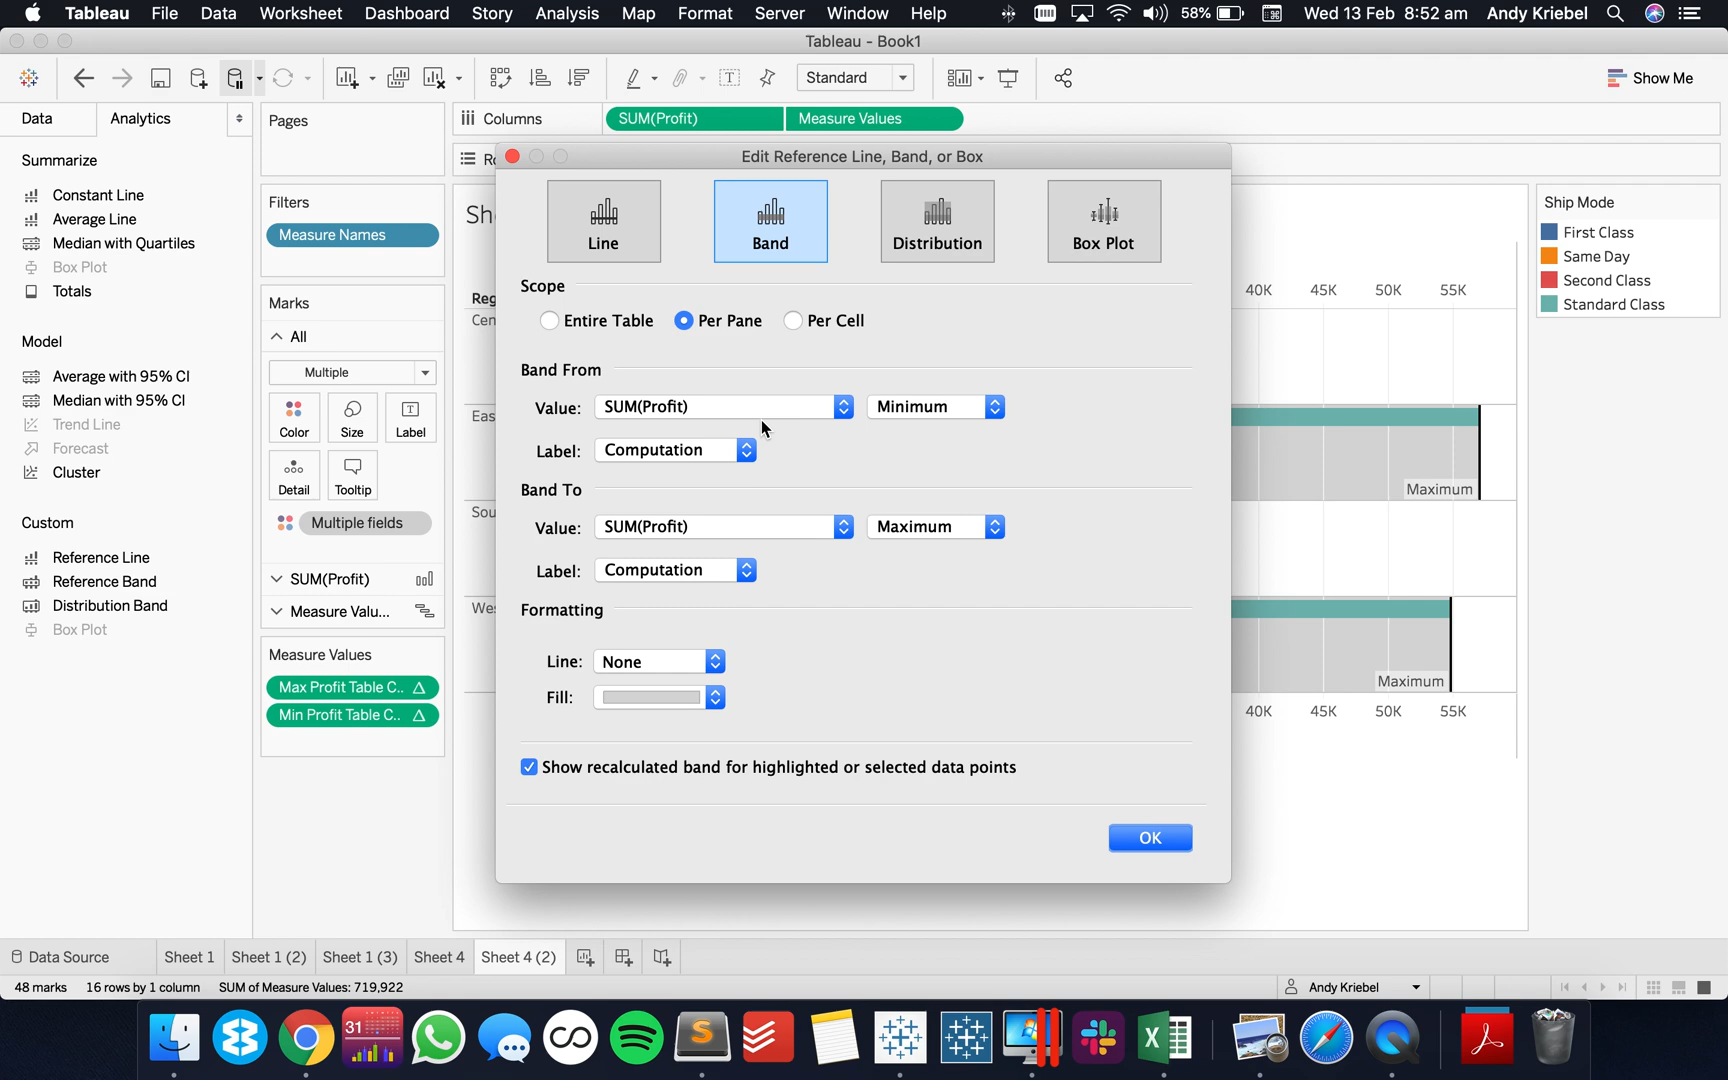 Tableau File Data Worksheet Dashboard Story Analysis Map Format Server Window Help 58% Wed 13 Feb 8:52 am Andy Kriebel
Tableau - Book1
Standard Show Me
Data Analytics
Summarize
Constant Line
Average Line
Median with Quartiles
Box Plot
Totals
Model
Average with 95% CI
Median with 95% CI
Trend Line
Forecast
Cluster
Custom
Reference Line
Reference Band
Distribution Band
Box Plot
Pages
Filters
Measure Names
Marks
All
Multiple
Color Size Label
Detail Tooltip
Multiple fields
SUM(Profit)
Measure Valu...
Measure Values
Max Profit Table C.. Δ
Min Profit Table C.. Δ
Columns SUM(Profit) Measure Values
Edit Reference Line, Band, or Box
Line Band Distribution Box Plot
Scope
Entire Table Per Pane Per Cell
Band From
Value: SUM(Profit) Minimum
Label: Computation
Band To
Value: SUM(Profit) Maximum
Label: Computation
Formatting
Line: None
Fill:
Show recalculated band for highlighted or selected data points
OK
40K 45K 50K 55K
Maximum
Maximum
40K 45K 50K 55K
Ship Mode
First Class
Same Day
Second Class
Standard Class
Data Source Sheet 1 Sheet 1 (2) Sheet 1 (3) Sheet 4 Sheet 4 (2)
48 marks 16 rows by 1 column SUM of Measure Values: 719,922 Andy Kriebel
31